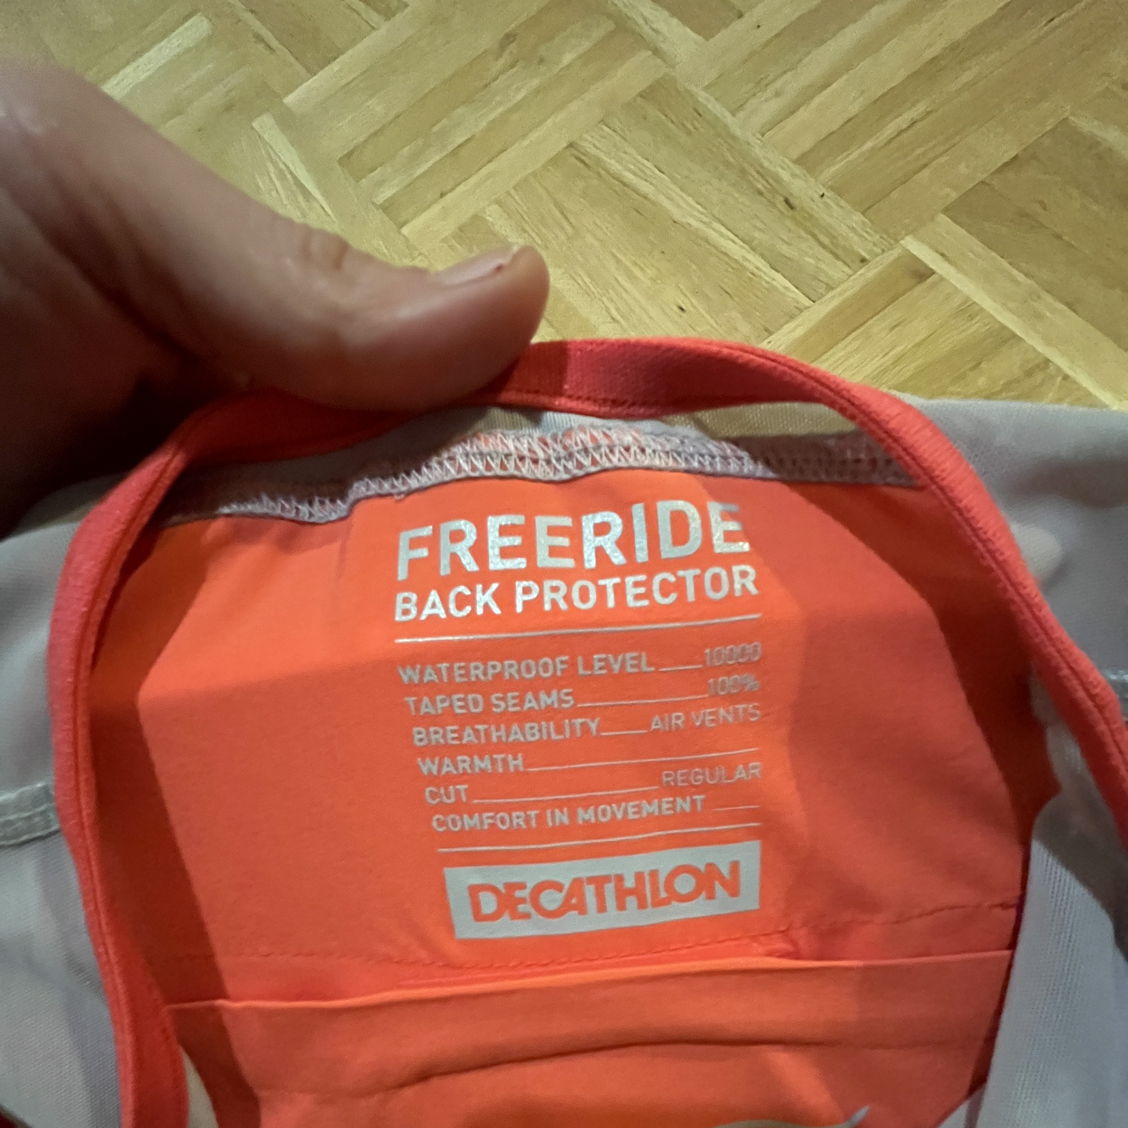 FREERIDE
BACK PROTECTOR
WATERPROOF LEVEL 10000
TAPED SEAMS 100%
BREATHABILITY AIR VENTS
WARMTH
CUT REGULAR
COMFORT IN MOVEMENT
DECATHLON